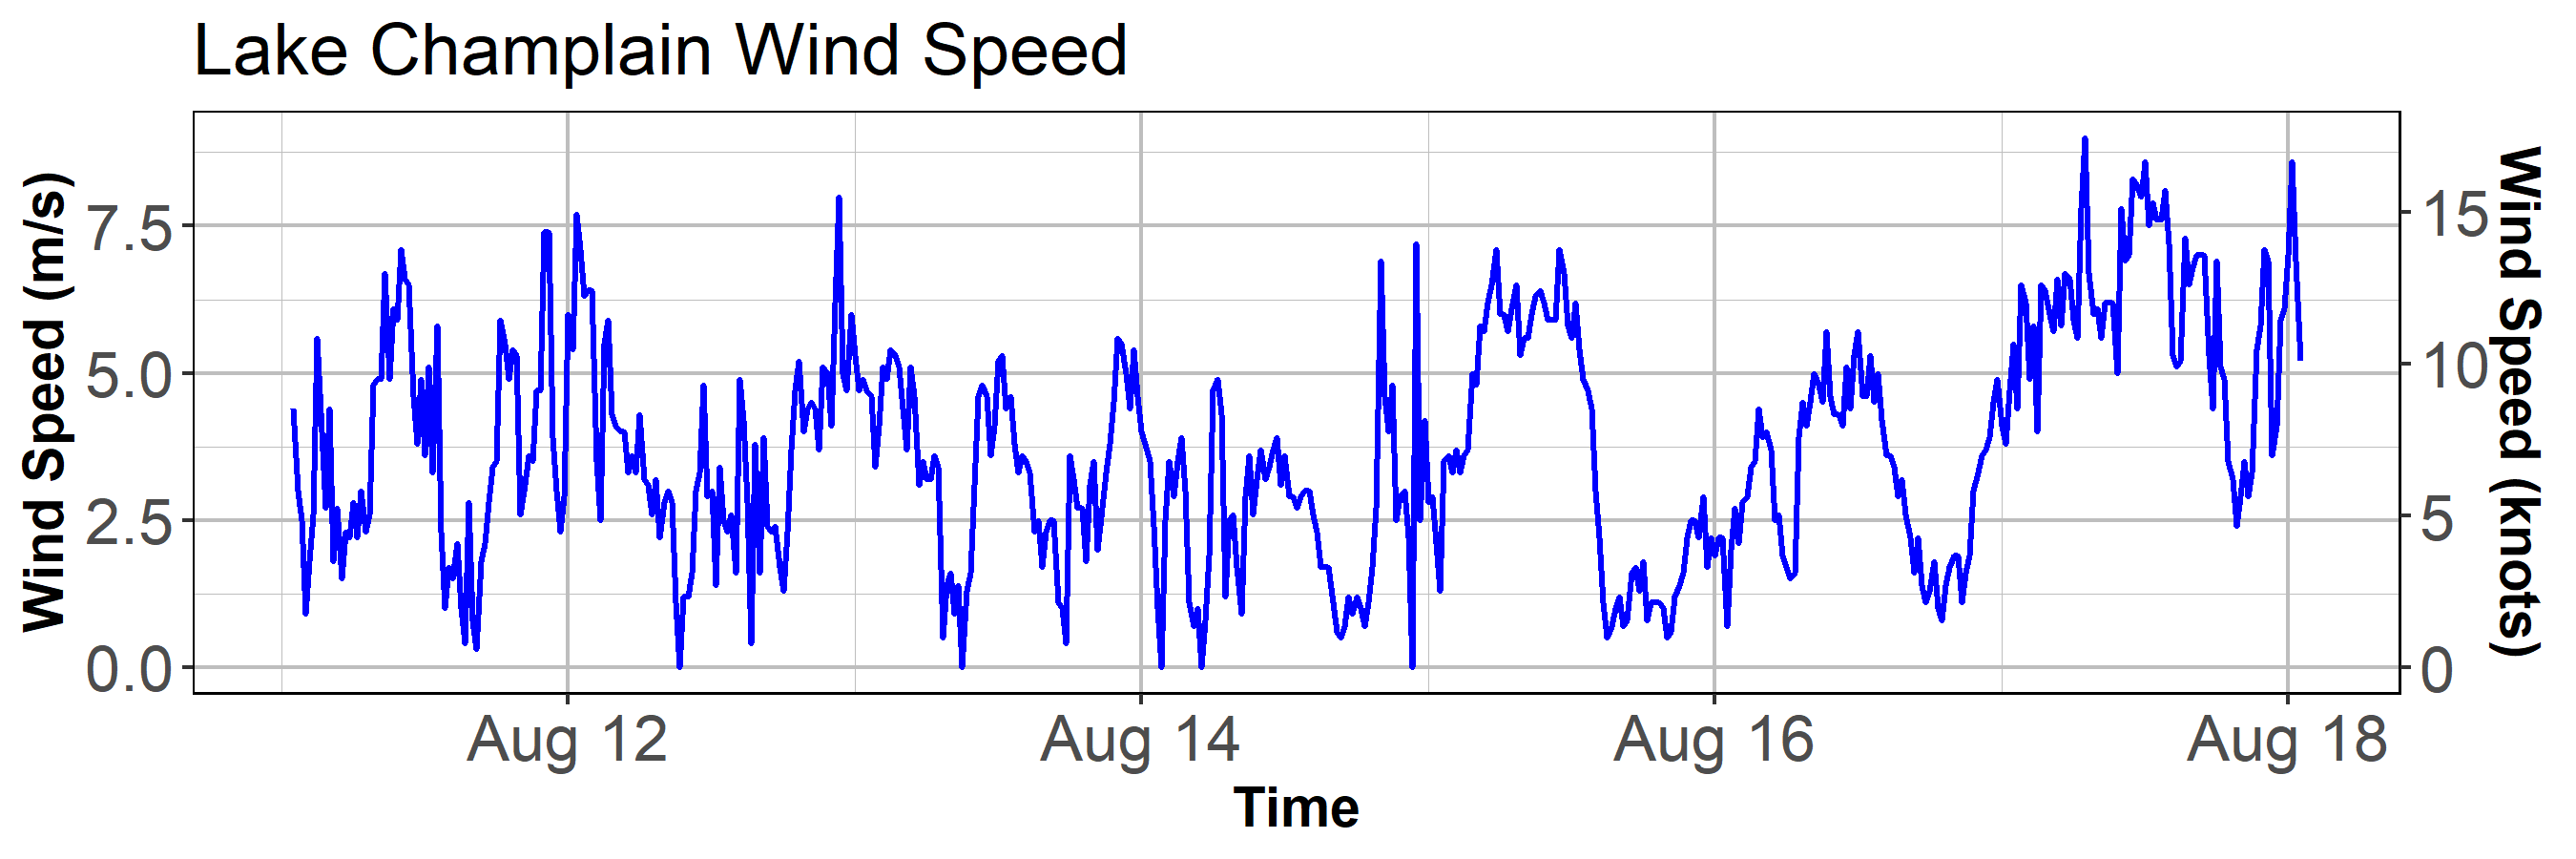 Lake Champlain Wind Speed
Wind Speed (m/s)
7.5
5.0
2.5
0.0
15
10
5
0
Wind Speed (knots)
Aug 12
Aug 14
Aug 16
Aug 18
Time